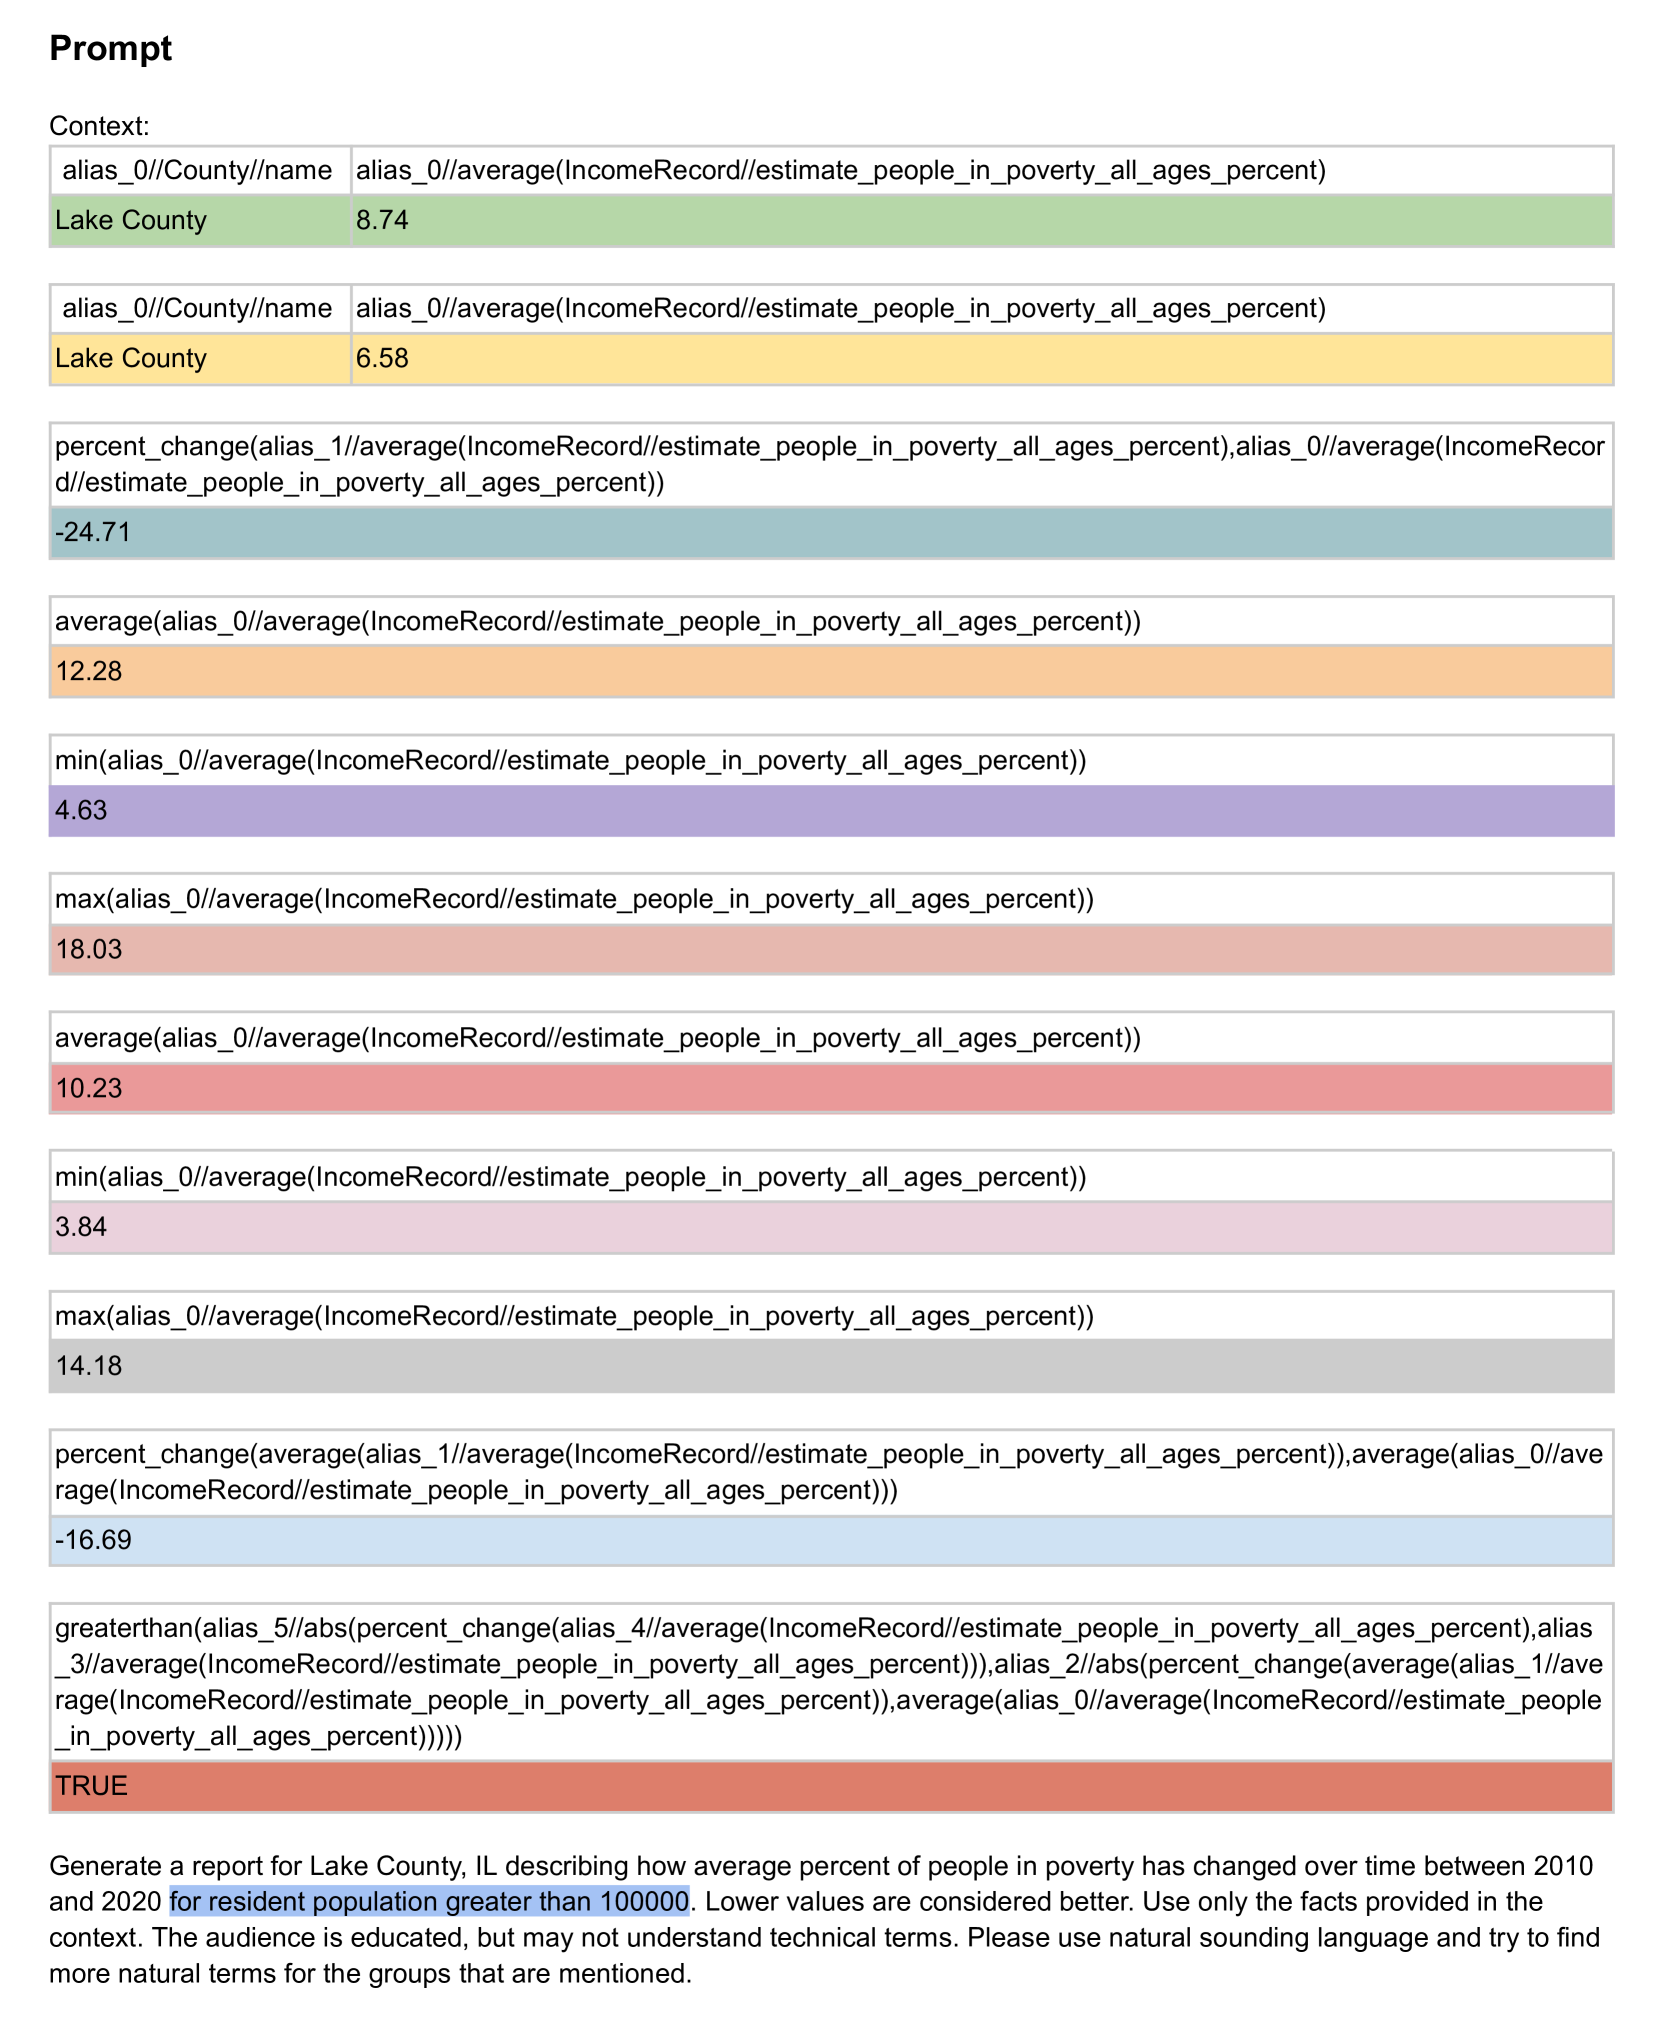 Prompt
Context:
alias_0//County//name alias_0//average(IncomeRecord//estimate_people_in_poverty_all_ages_percent)
Lake County 8.74
alias_0//County//name alias_0//average(IncomeRecord//estimate_people_in_poverty_all_ages_percent)
Lake County 6.58
percent_change(alias_1//average(IncomeRecord//estimate_people_in_poverty_all_ages_percent),alias_0//average(IncomeRecor
d//estimate_people_in_poverty_all_ages_percent))
-24.71
average(alias_0//average(IncomeRecord//estimate_people_in_poverty_all_ages_percent))
12.28
min(alias_0//average(IncomeRecord//estimate_people_in_poverty_all_ages_percent))
4.63
max(alias_0//average(IncomeRecord//estimate_people_in_poverty_all_ages_percent))
18.03
average(alias_0//average(IncomeRecord//estimate_people_in_poverty_all_ages_percent))
10.23
min(alias_0//average(IncomeRecord//estimate_people_in_poverty_all_ages_percent))
3.84
max(alias_0//average(IncomeRecord//estimate_people_in_poverty_all_ages_percent))
14.18
percent_change(average(alias_1//average(IncomeRecord//estimate_people_in_poverty_all_ages_percent)),average(alias_0//ave
rage(IncomeRecord//estimate_people_in_poverty_all_ages_percent)))
-16.69
greaterthan(alias_5//abs(percent_change(alias_4//average(IncomeRecord//estimate_people_in_poverty_all_ages_percent),alias
_3//average(IncomeRecord//estimate_people_in_poverty_all_ages_percent))),alias_2//abs(percent_change(average(alias_1//ave
rage(IncomeRecord//estimate_people_in_poverty_all_ages_percent)),average(alias_0//average(IncomeRecord//estimate_people
_in_poverty_all_ages_percent)))))
TRUE
Generate a report for Lake County, IL describing how average percent of people in poverty has changed over time between 2010
and 2020 for resident population greater than 100000. Lower values are considered better. Use only the facts provided in the
context. The audience is educated, but may not understand technical terms. Please use natural sounding language and try to find
more natural terms for the groups that are mentioned.